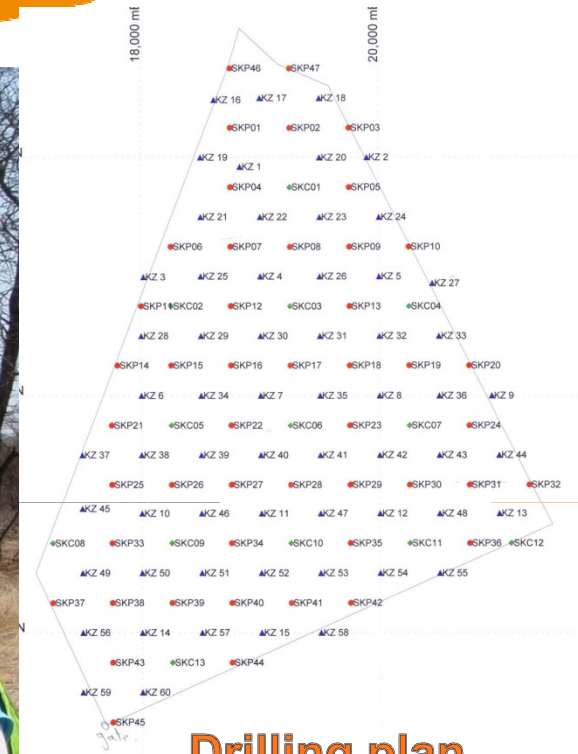 18,000 mE
20,000 mE
SKP46 SKP47
KZ 16 KZ 17 KZ 18
SKP01 SKP02 SKP03
KZ 19 KZ 1 KZ 20 KZ 2
SKP04 SKC01 SKP05
KZ 21 KZ 22 KZ 23 KZ 24
SKP06 SKP07 SKP08 SKP09 SKP10
KZ 3 KZ 25 KZ 4 KZ 26 KZ 5 KZ 27
SKP11 SKC02 SKP12 SKC03 SKP13 SKC04
KZ 28 KZ 29 KZ 30 KZ 31 KZ 32 KZ 33
SKP14 SKP15 SKP16 SKP17 SKP18 SKP19 SKP20
KZ 6 KZ 34 KZ 7 KZ 35 KZ 8 KZ 36 KZ 9
SKP21 SKC05 SKP22 SKC06 SKP23 SKC07 SKP24
KZ 37 KZ 38 KZ 39 KZ 40 KZ 41 KZ 42 KZ 43 KZ 44
SKP25 SKP26 SKP27 SKP28 SKP29 SKP30 SKP31 SKP32
KZ 45 KZ 10 KZ 46 KZ 11 KZ 47 KZ 12 KZ 48 KZ 13
SKC08 SKP33 SKC09 SKP34 SKC10 SKP35 SKC11 SKP36 SKC12
KZ 49 KZ 50 KZ 51 KZ 52 KZ 53 KZ 54 KZ 55
SKP37 SKP38 SKP39 SKP40 SKP41 SKP42
KZ 56 KZ 14 KZ 57 KZ 15 KZ 58
SKP43 SKC13 SKP44
KZ 59 KZ 60
SKP45
gate.
Drilling plan